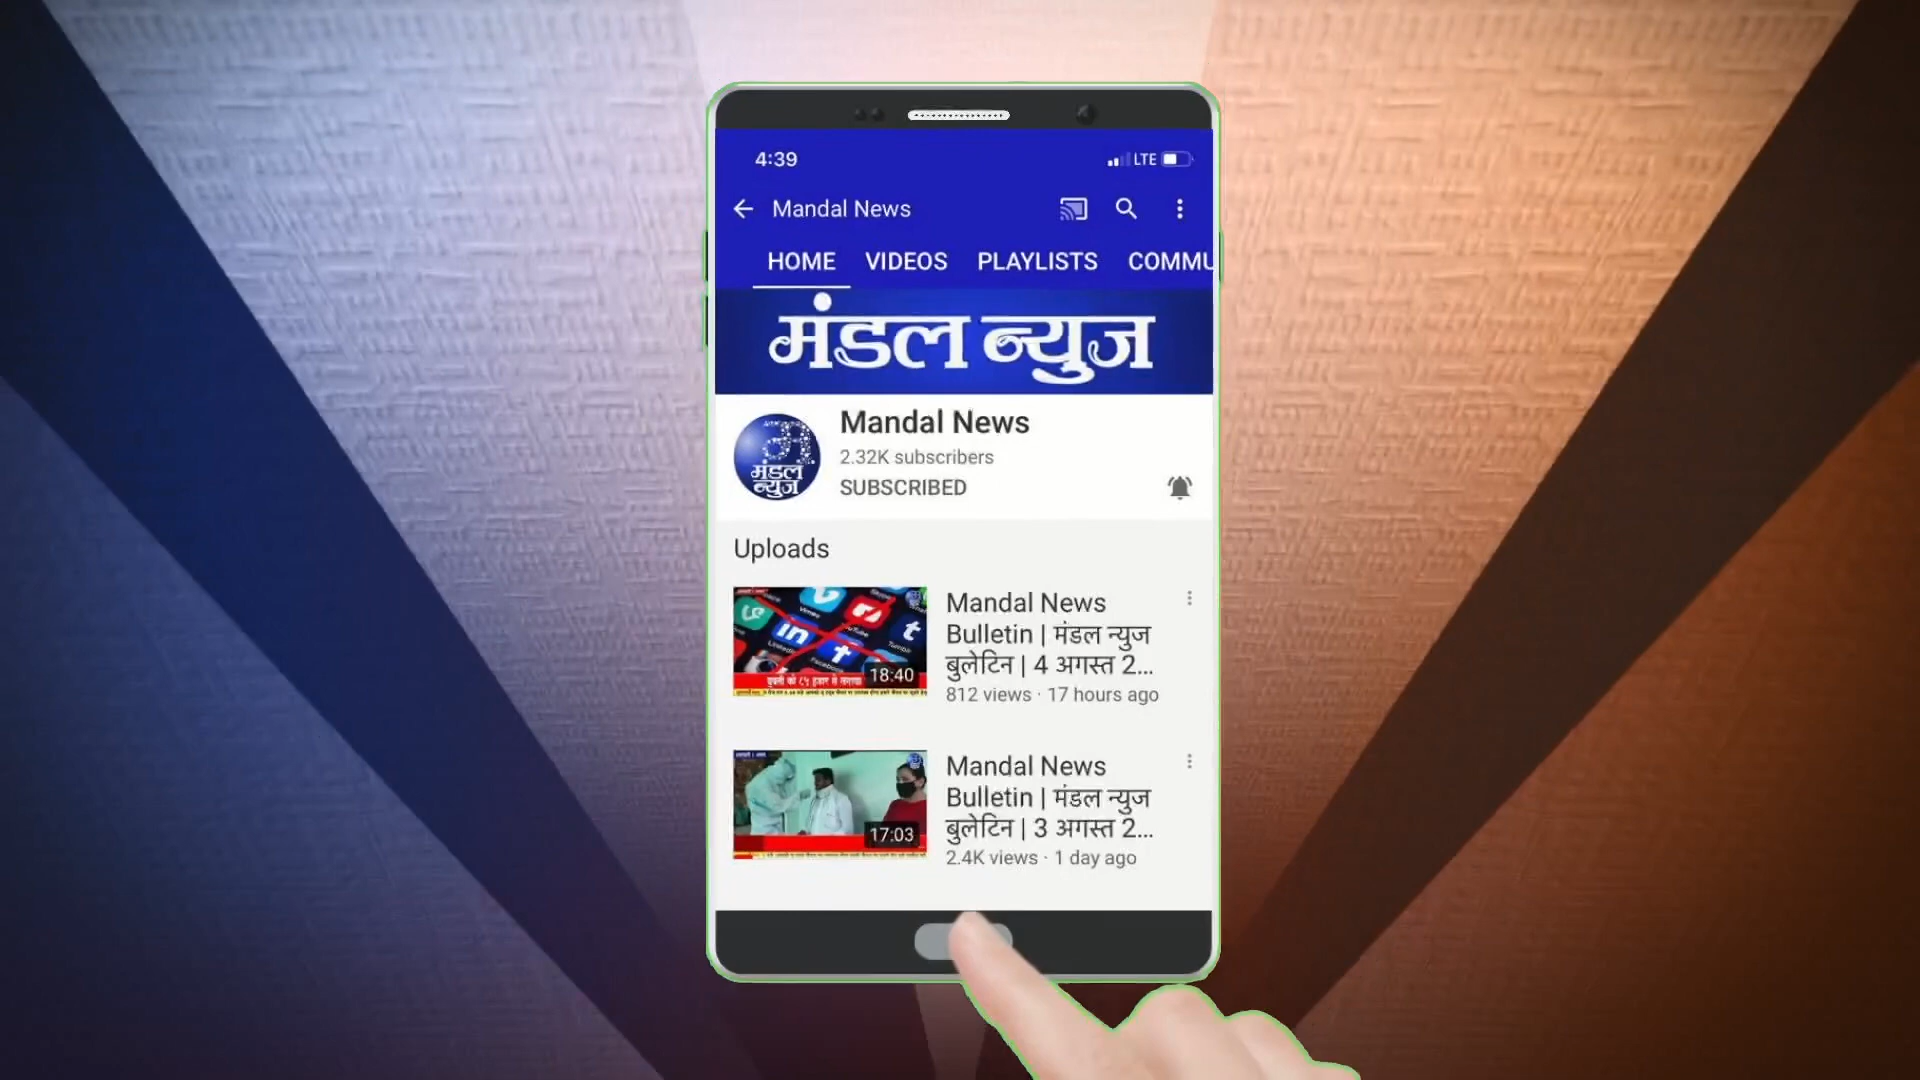 4:39
LTE
Mandal News
HOME VIDEOS PLAYLISTS COMMU
मंडल न्युज
मंडल
न्युज
Mandal News
2.32K subscribers
SUBSCRIBED
Uploads
Mandal News
Bulletin | मंडल न्युज
बुलेटिन | 4 अगस्त 2...
812 views · 17 hours ago
18:40
Mandal News
Bulletin | मंडल न्युज
बुलेटिन | 3 अगस्त 2...
2.4K views · 1 day ago
17:03